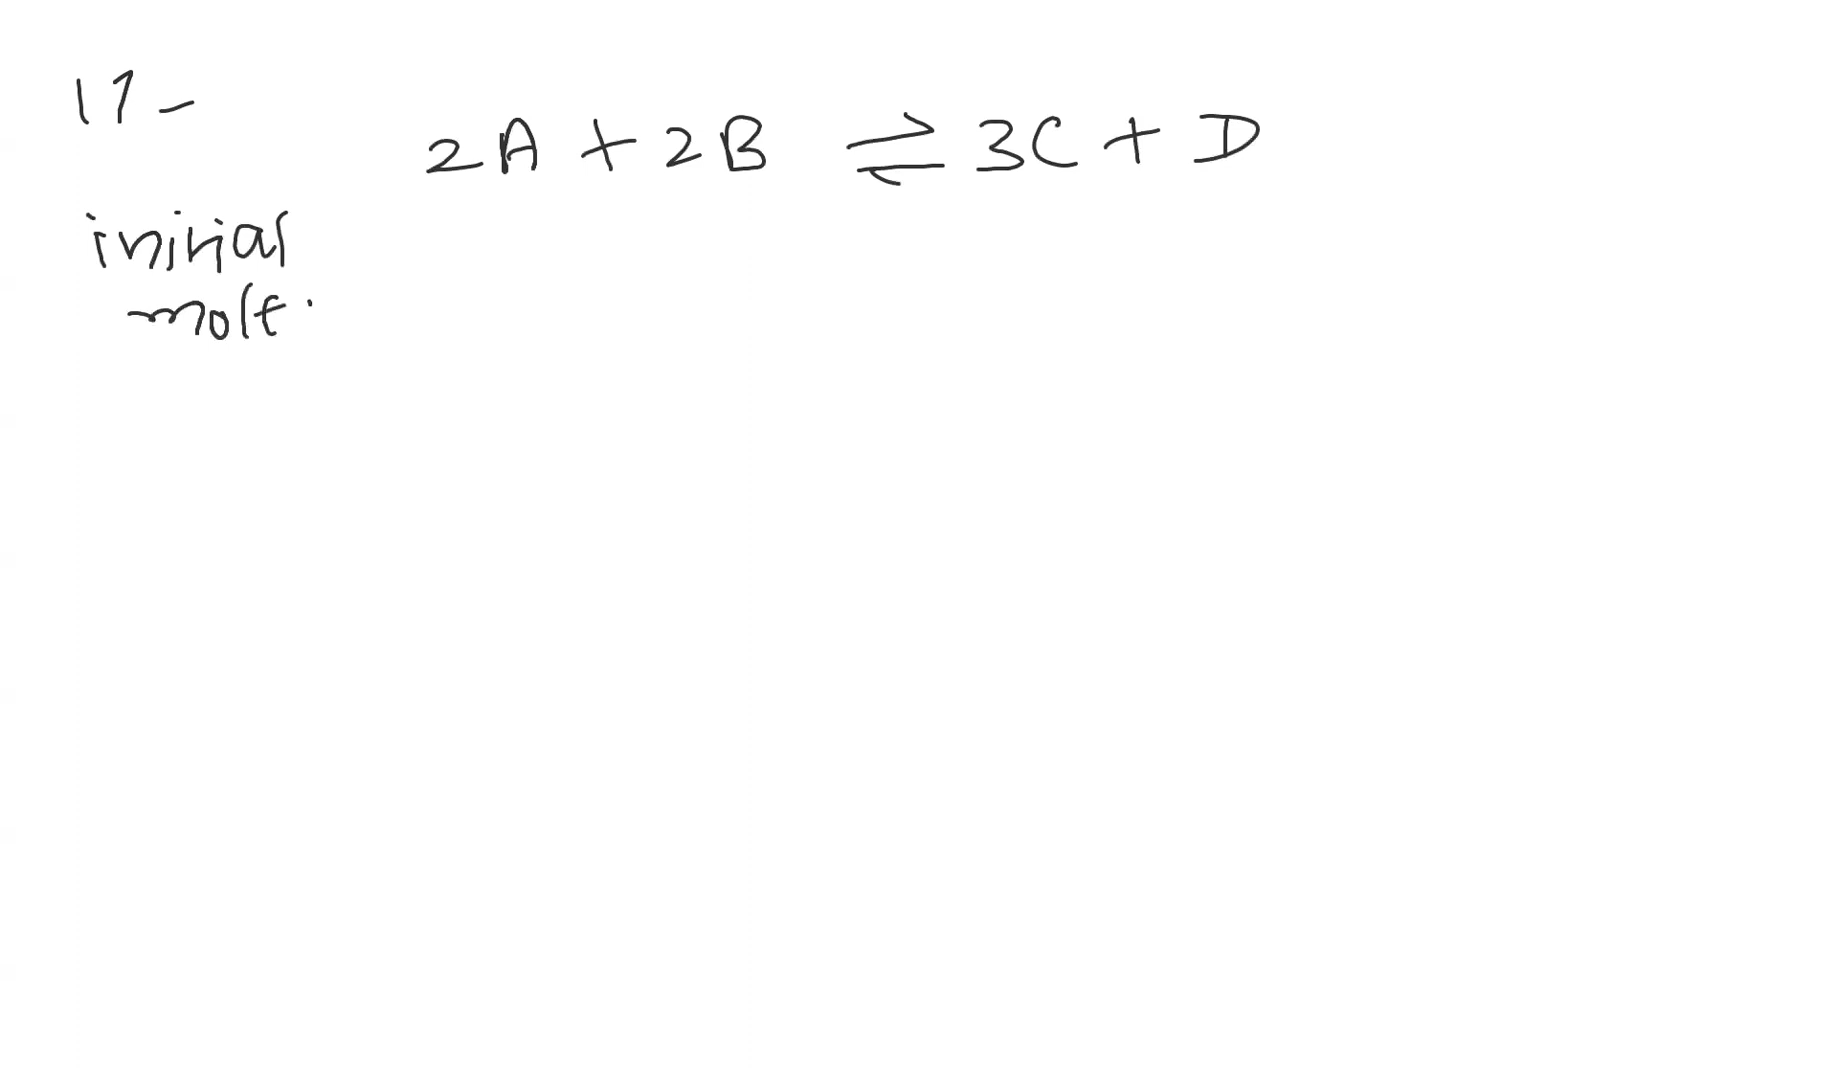 17-
2A + 2B ⇌ 3C + D
initial
mole.